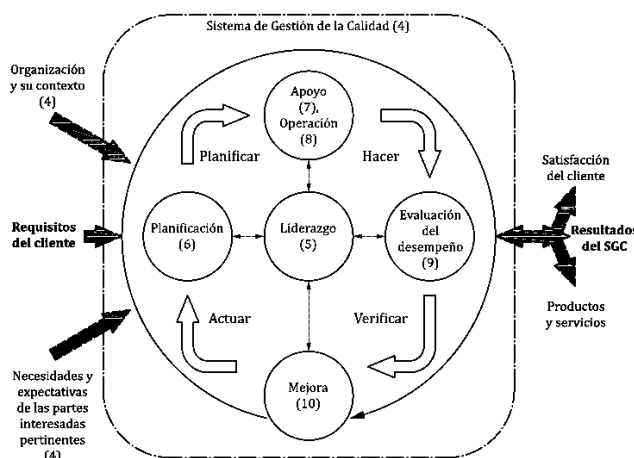 Sistema de Gestión de la Calidad (4)
Organización
y su contexto
(4)
Apoyo
(7),
Operación
(8)
Planificar
Hacer
Satisfacción
del cliente
Requisitos
del cliente
Planificación
(6)
Liderazgo
(5)
Evaluación
del
desempeño
(9)
Resultados
del SGC
Actuar
Verificar
Productos
y servicios
Necesidades y
expectativas
de las partes
interesadas
pertinentes
(4)
Mejora
(10)